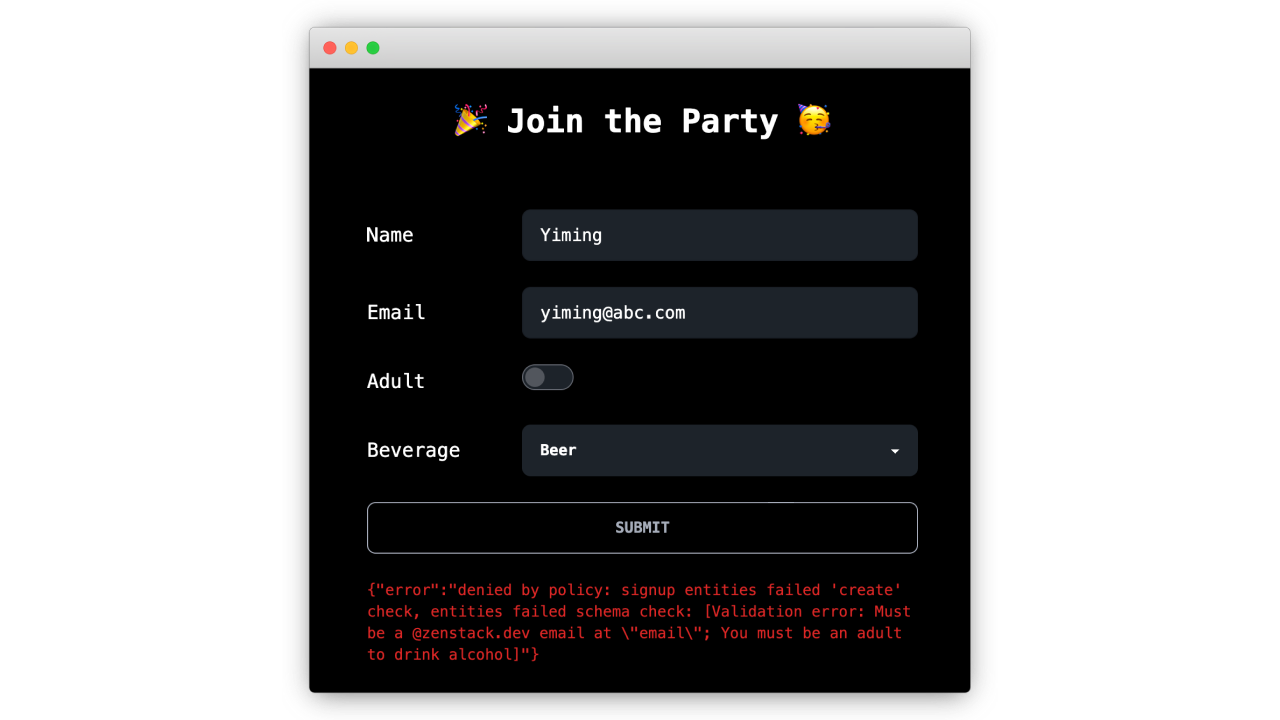 🎉 Join the Party 🥳
Name
Yiming
Email
yiming@abc.com
Adult
Beverage
Beer
SUBMIT
{"error":"denied by policy: signup entities failed 'create'
check, entities failed schema check: [Validation error: Must
be a @zenstack.dev email at \"email\"; You must be an adult
to drink alcohol]"}